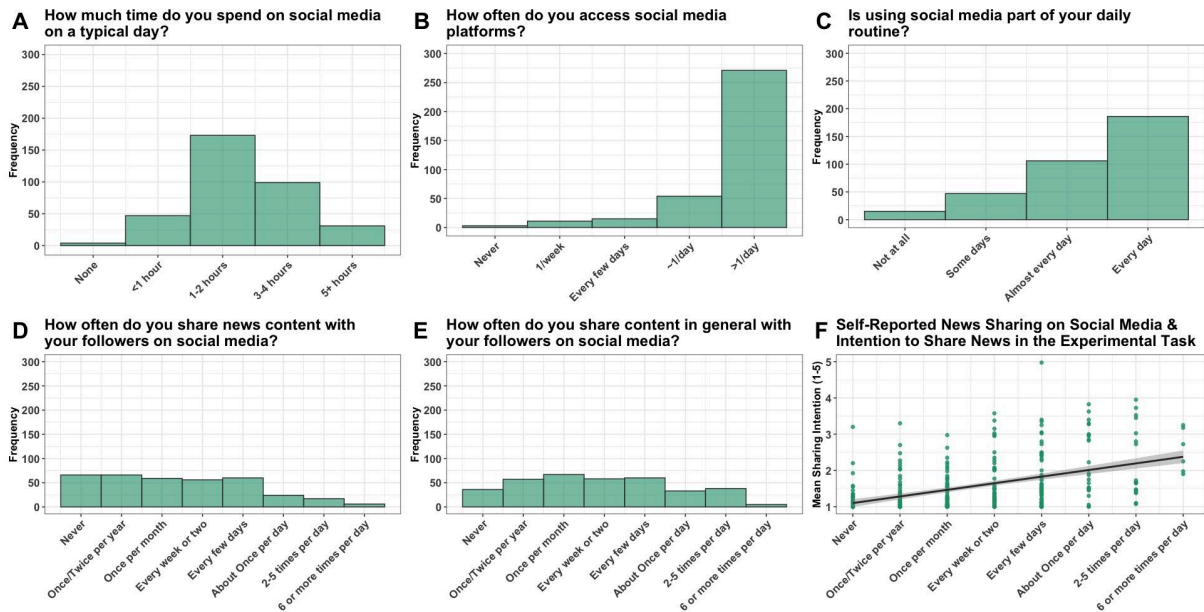 A How much time do you spend on social media
on a typical day?
300
250
200
150
100
50
0
Frequency
None
<1 hour
1-2 hours
3-4 hours
5+ hours
B How often do you access social media
platforms?
300
250
200
150
100
50
0
Frequency
Never
1/week
Every few days
~1/day
>1/day
C Is using social media part of your daily
routine?
300
250
200
150
100
50
0
Frequency
Not at all
Some days
Almost every day
Every day
D How often do you share news content with
your followers on social media?
300
250
200
150
100
50
0
Frequency
Never
Once/Twice per year
Once per month
Every week or two
Every few days
About Once per day
2-5 times per day
6 or more times per day
E How often do you share content in general with
your followers on social media?
300
250
200
150
100
50
0
Frequency
Never
Once/Twice per year
Once per month
Every week or two
Every few days
About Once per day
2-5 times per day
6 or more times per day
F Self-Reported News Sharing on Social Media &
Intention to Share News in the Experimental Task
5
4
3
2
1
Mean Sharing Intention (1-5)
Never
Once/Twice per year
Once per month
Every week or two
Every few days
About Once per day
2-5 times per day
6 or more times per day